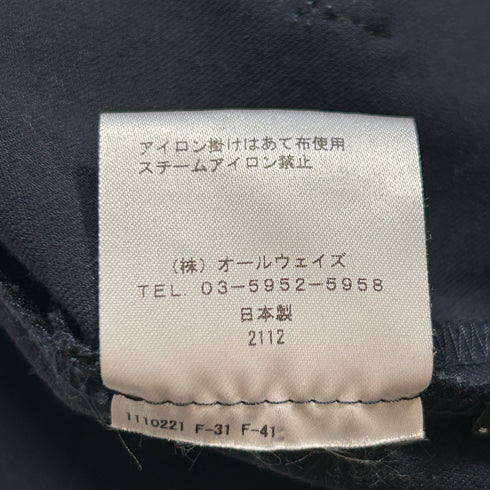 アイロン掛けはあて布使用
スチームアイロン禁止
(株) オールウェイズ
TEL. 03-5952-5958
日本製
2112
1110221 F-31 F-41